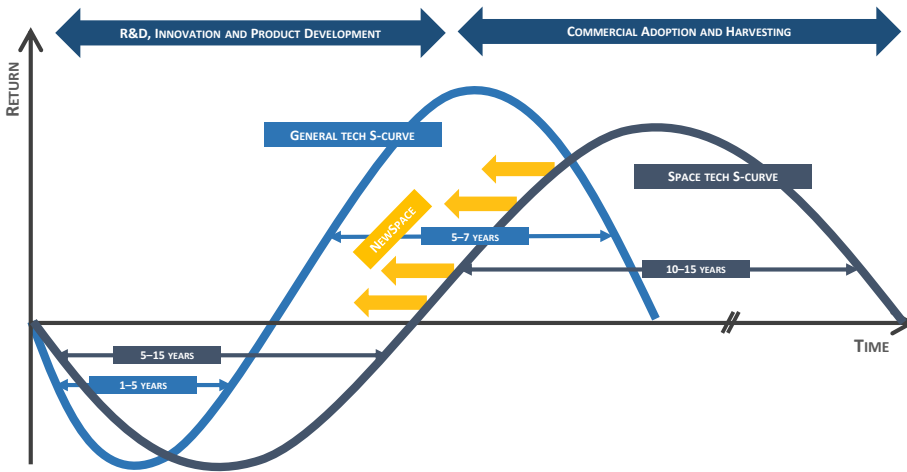 R&D, INNOVATION AND PRODUCT DEVELOPMENT
COMMERCIAL ADOPTION AND HARVESTING
RETURN
GENERAL TECH S-CURVE
SPACE TECH S-CURVE
NEWSPACE
5–7 YEARS
10–15 YEARS
TIME
5–15 YEARS
1–5 YEARS